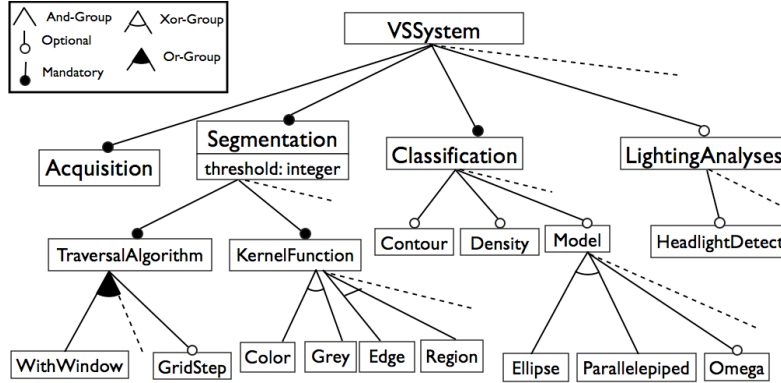 And-Group
Xor-Group
Optional
Or-Group
Mandatory
VSSystem
Acquisition
Segmentation
threshold: integer
Classification
LightingAnalyses
TraversalAlgorithm
KernelFunction
Contour
Density
Model
HeadlightDetect
WithWindow
GridStep
Color
Grey
Edge
Region
Ellipse
Parallelepiped
Omega